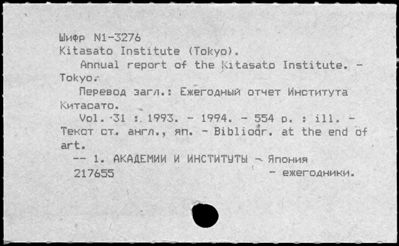 Шифр N1-3276
Kitasato Institute (Tokyo).
Annual report of the Kitasato Institute. -
Tokyo.
Перевод загл.: Ежегодный отчет Института
Китасато.
Vol. 31 : 1993. - 1994. - 554 p. : ill. -
Текст ст. англ., яп. - Bibliogr. at the end of
art.
-- 1. АКАДЕМИИ И ИНСТИТУТЫ - Япония
217655 - ежегодники.